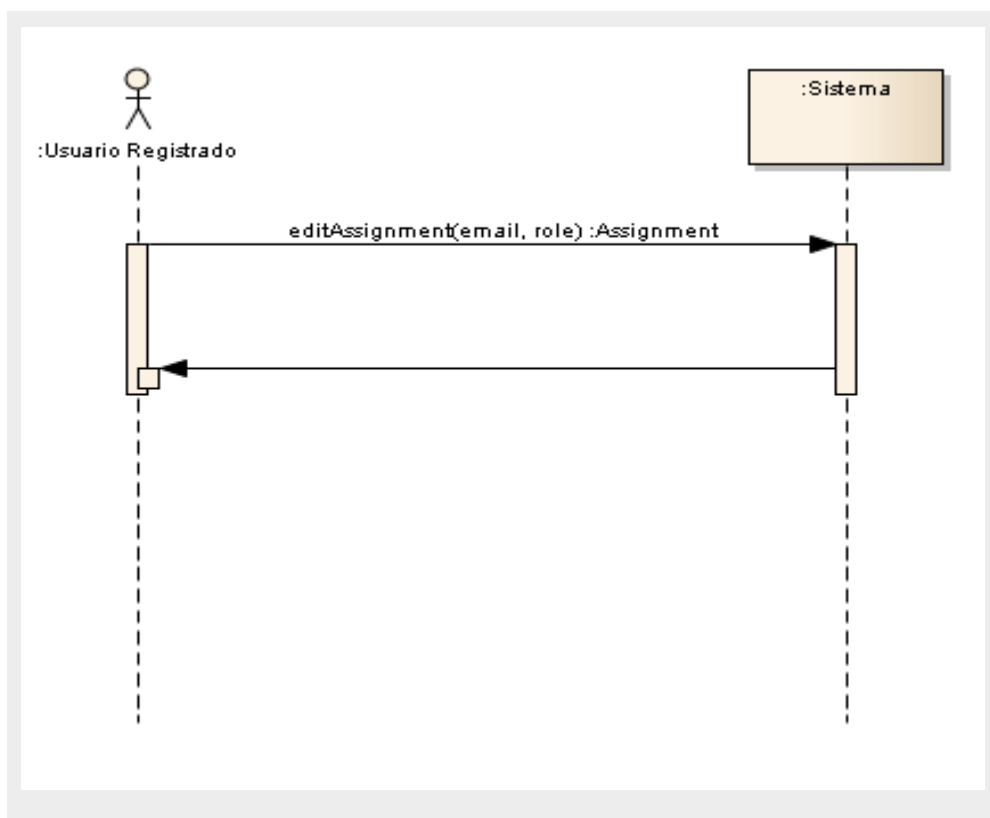 :Usuario Registrado
:Sistema
editAssignment(email, role) :Assignment